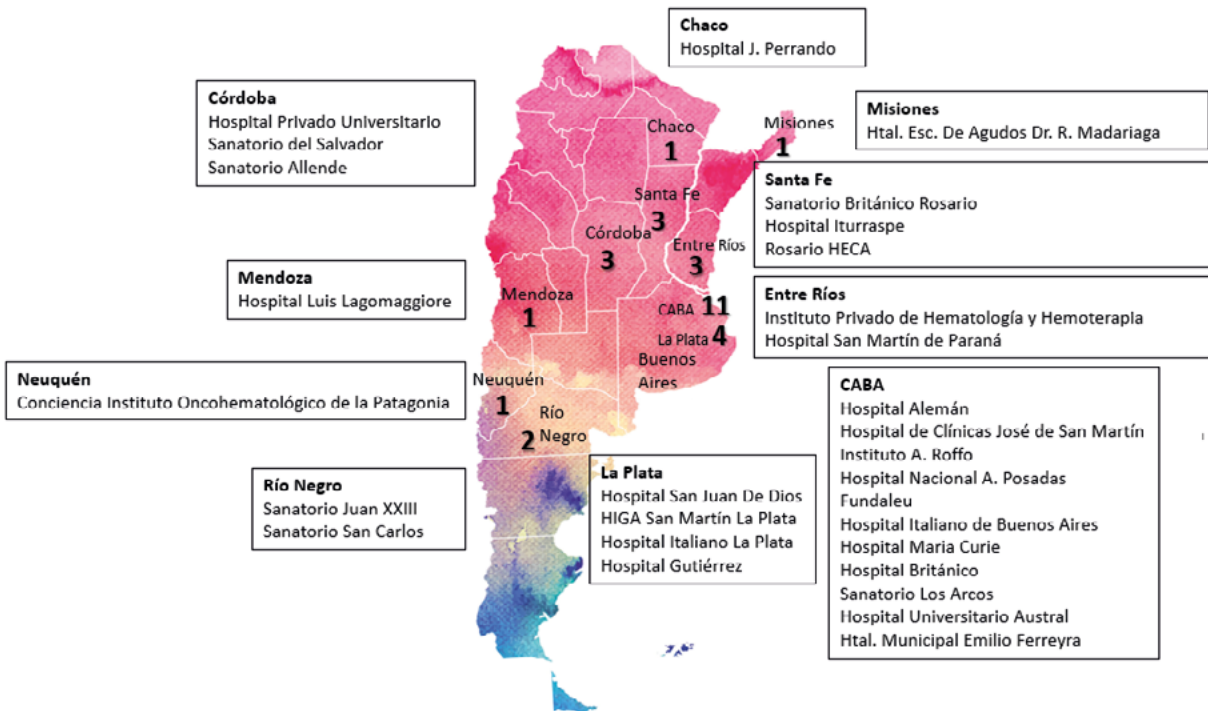 Chaco
Hospital J. Perrando
Córdoba
Hospital Privado Universitario
Sanatorio del Salvador
Sanatorio Allende
Misiones
Htal. Esc. De Agudos Dr. R. Madariaga
Santa Fe
Sanatorio Británico Rosario
Hospital Iturraspe
Rosario HECA
Mendoza
Hospital Luis Lagomaggiore
Entre Ríos
Instituto Privado de Hematología y Hemoterapia
Hospital San Martín de Paraná
Neuquén
Conciencia Instituto Oncohematológico de la Patagonia
CABA
Hospital Alemán
Hospital de Clínicas José de San Martín
Instituto A. Roffo
Hospital Nacional A. Posadas
Fundaleu
Hospital Italiano de Buenos Aires
Hospital Maria Curie
Hospital Británico
Sanatorio Los Arcos
Hospital Universitario Austral
Htal. Municipal Emilio Ferreyra
Río Negro
Sanatorio Juan XXIII
Sanatorio San Carlos
La Plata
Hospital San Juan De Dios
HIGA San Martín La Plata
Hospital Italiano La Plata
Hospital Gutiérrez
Chaco
1
Misiones
1
Santa Fe
3
Córdoba
3
Entre Ríos
3
Mendoza
1
CABA 11
La Plata 4
Buenos
Aires
Neuquén
1
Río
Negro
2